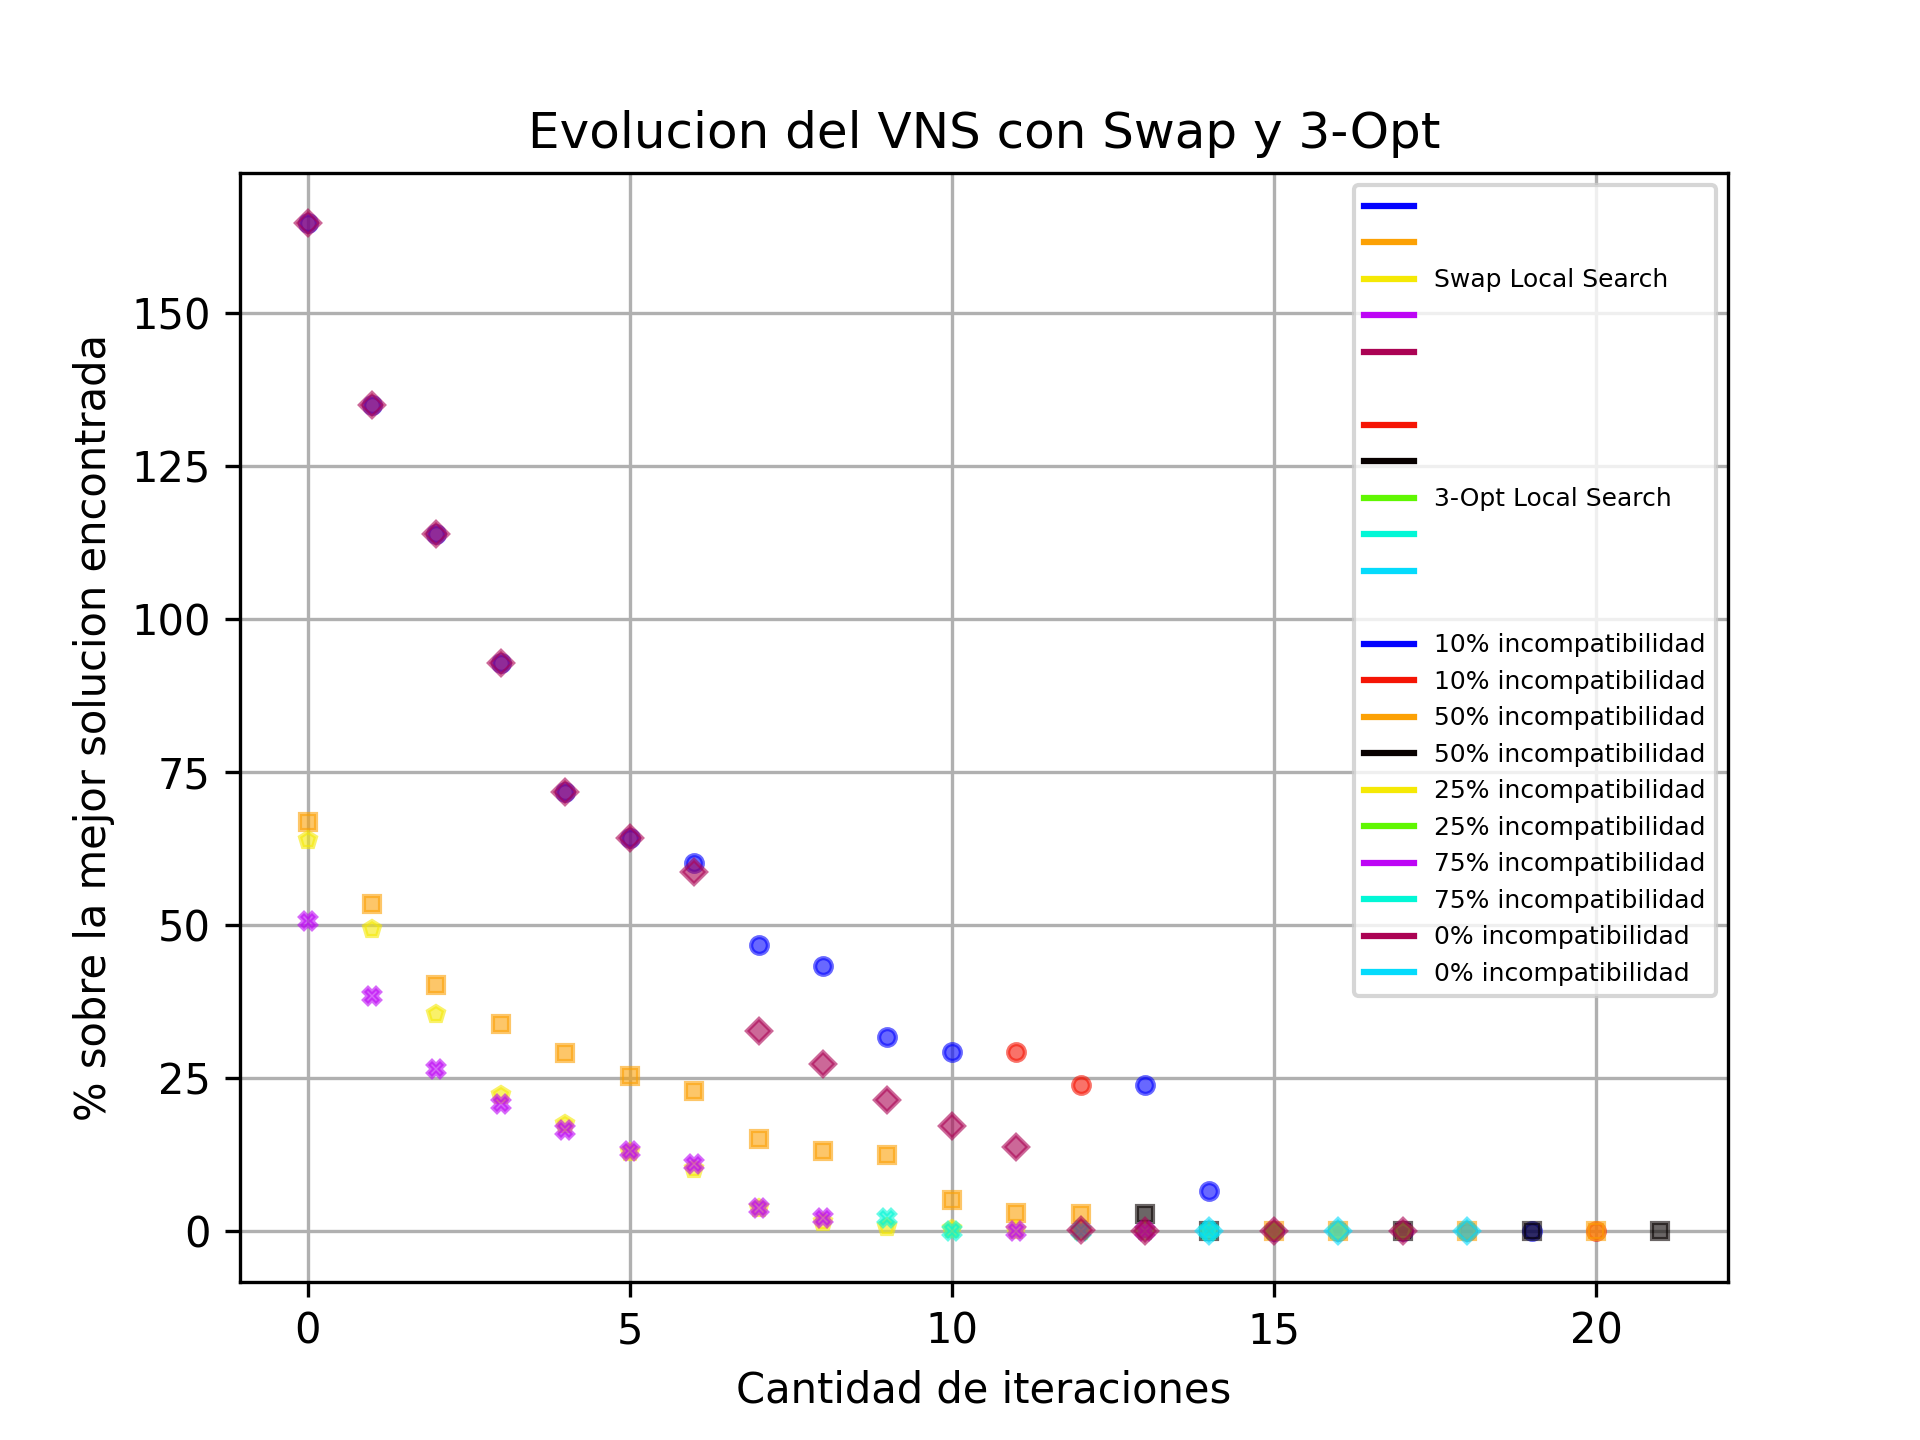 Evolucion del VNS con Swap y 3-Opt
% sobre la mejor solucion encontrada
150
125
100
75
50
25
0
Swap Local Search
3-Opt Local Search
10% incompatibilidad
10% incompatibilidad
50% incompatibilidad
50% incompatibilidad
25% incompatibilidad
25% incompatibilidad
75% incompatibilidad
75% incompatibilidad
0% incompatibilidad
0% incompatibilidad
0 5 10 15 20
Cantidad de iteraciones